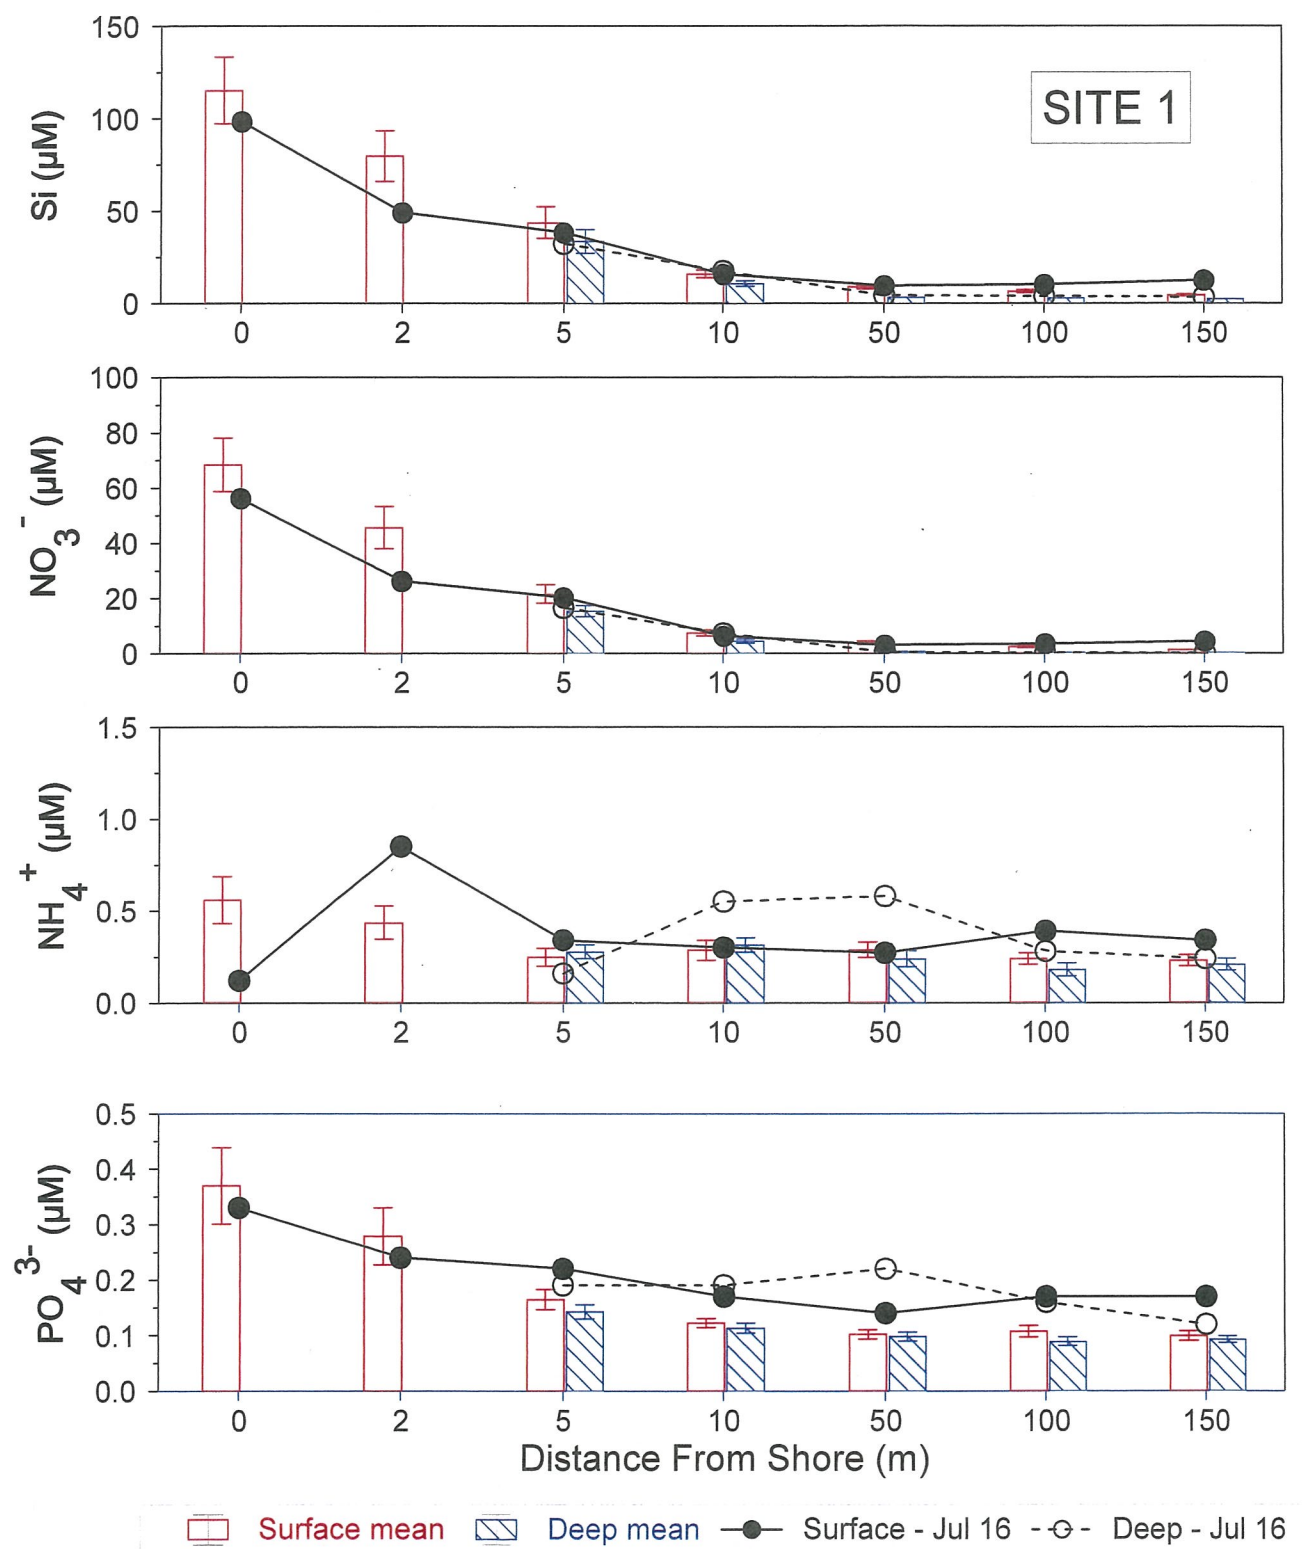 SITE 1
Si (µM)
150
100
50
0
0 2 5 10 50 100 150
NO3- (µM)
100
80
60
40
20
0
0 2 5 10 50 100 150
NH4+ (µM)
1.5
1.0
0.5
0.0
0 2 5 10 50 100 150
PO4 3- (µM)
0.5
0.4
0.3
0.2
0.1
0.0
0 2 5 10 50 100 150
Distance From Shore (m)
Surface mean Deep mean Surface - Jul 16 Deep - Jul 16